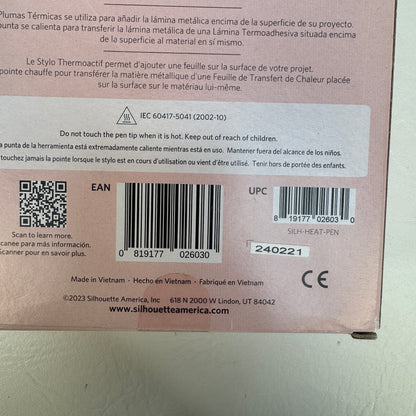 Plumas Térmicas se utiliza para añadir la lámina metálica encima de la superficie de su proyecto.
punta se calienta para transferir la lámina metálica de una Lámina Termoadhesiva situada encima
de la superficie al material en sí mismo.
Le Stylo Thermoactif permet d'ajouter une feuille sur la surface de votre projet.
pointe chauffe pour transférer la matière métallique d'une Feuille de Transfert de Chaleur placée
sur la surface sur le matériau lui-même.
IEC 60417-5041 (2002-10)
Do not touch the pen tip when it is hot. Keep out of reach of children.
a punta de la herramienta está extremadamente caliente mientras está en uso. Mantener fuera del alcance de los niños.
touchez jamais la pointe lorsque le stylo est en cours d'utilisation ou vient d'être utilisé. Tenir hors de portée des enfants.
EAN
UPC
0 819177 026030
8 19177 02603 0
SILH-HEAT-PEN
240221
Scan to learn more.
canee para más información.
Scanner pour en savoir plus.
Made in Vietnam - Hecho en Vietnam - Fabriqué en Vietnam
CE
©2023 Silhouette America, Inc 618 N 2000 W Lindon, UT 84042
www.silhouetteamerica.com